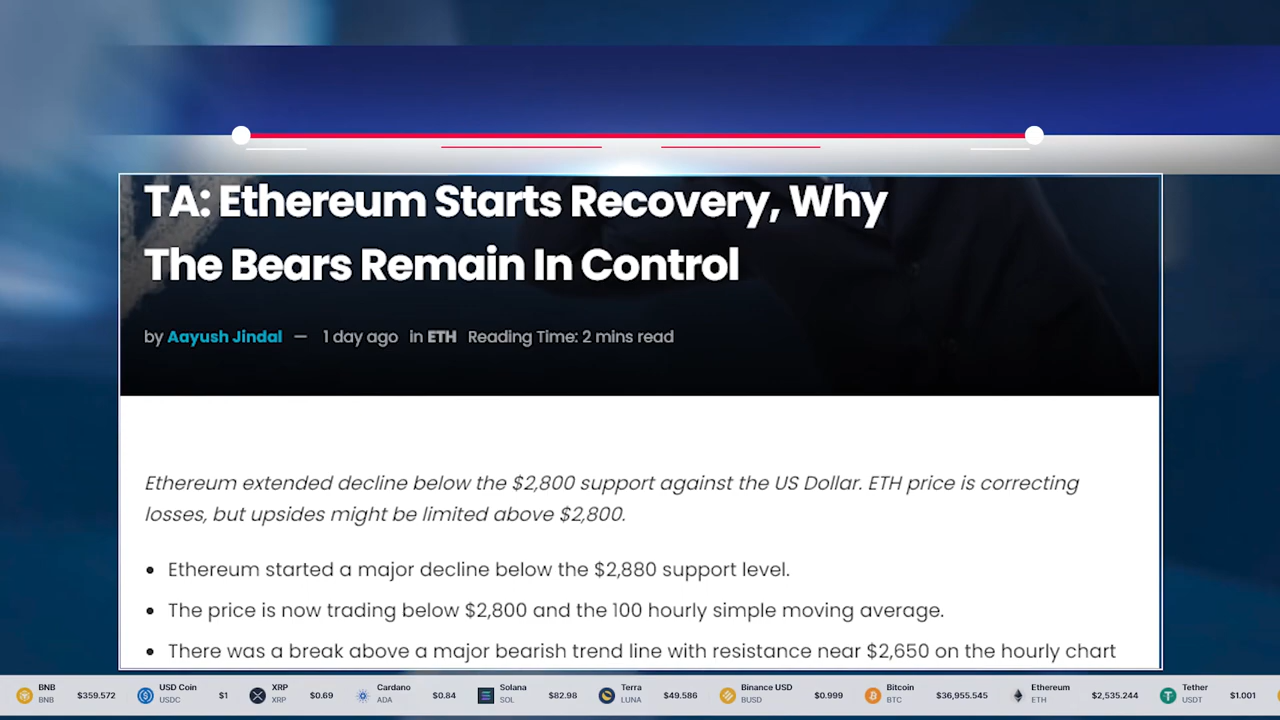 TA: Ethereum Starts Recovery, Why
The Bears Remain In Control
by Aayush Jindal — 1 day ago in ETH Reading Time: 2 mins read
Ethereum extended decline below the $2,800 support against the US Dollar. ETH price is correcting
losses, but upsides might be limited above $2,800.
• Ethereum started a major decline below the $2,880 support level.
• The price is now trading below $2,800 and the 100 hourly simple moving average.
• There was a break above a major bearish trend line with resistance near $2,650 on the hourly chart
BNB BNB $359.572 USD Coin USDC $1 XRP XRP $0.69 Cardano ADA $0.84 Solana SOL $82.98 Terra LUNA $49.586 Binance USD BUSD $0.999 Bitcoin BTC $36,955.545 Ethereum ETH $2,535.244 Tether USDT $1.001